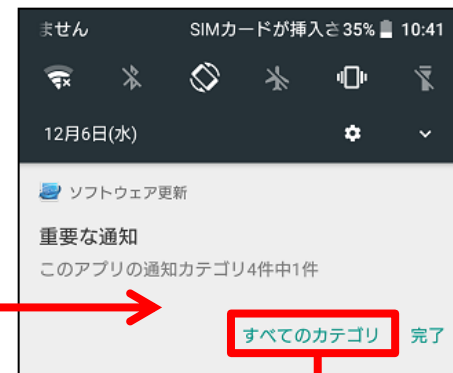 ません SIMカードが挿入さ 35% 10:41
12月6日(水)
ソフトウェア更新
重要な通知
このアプリの通知カテゴリ4件中1件
すべてのカテゴリ 完了